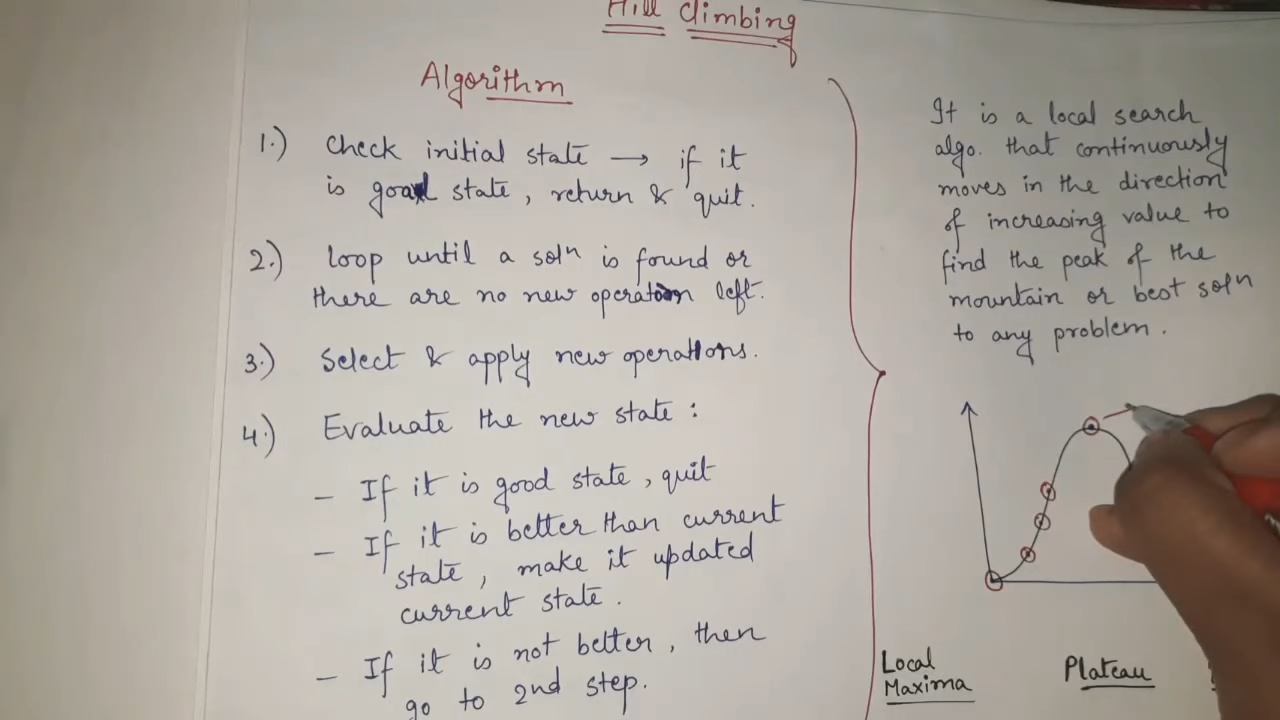 Hill Climbing
Algorithm
1.) Check initial state → if it
is goal state, return & quit.
2.) Loop until a solⁿ is found or
there are no new operation left.
3.) Select & apply new operations.
4.) Evaluate the new state :
- If it is good state, quit
- If it is better than current
state, make it updated
current state.
- If it is not better, then
go to 2nd step.
It is a local search
algo. that continuously
moves in the direction
of increasing value to
find the peak of the
mountain or best solⁿ
to any problem.
Local
Maxima
Plateau